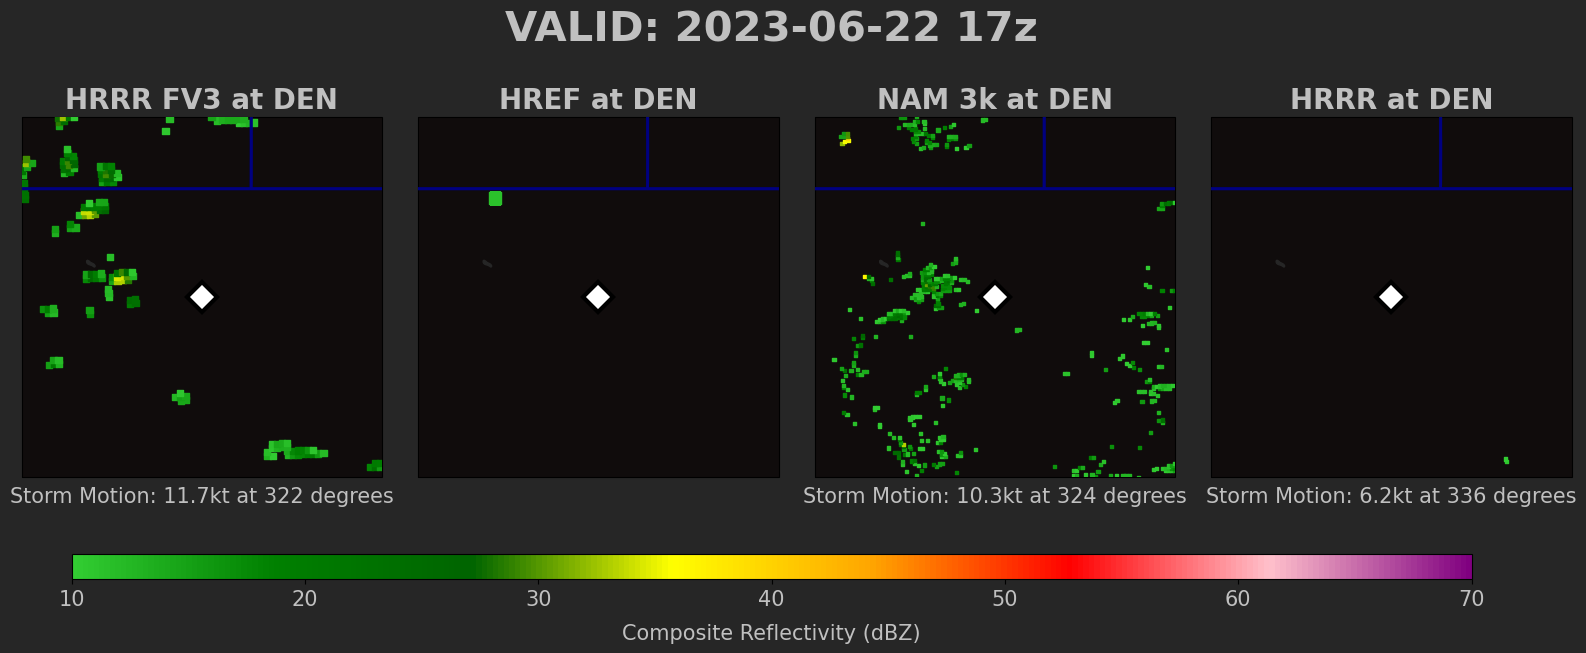 VALID: 2023-06-22 17z
HRRR FV3 at DEN
HREF at DEN
NAM 3k at DEN
HRRR at DEN
Storm Motion: 11.7kt at 322 degrees
Storm Motion: 10.3kt at 324 degrees
Storm Motion: 6.2kt at 336 degrees
10 20 30 40 50 60 70
Composite Reflectivity (dBZ)